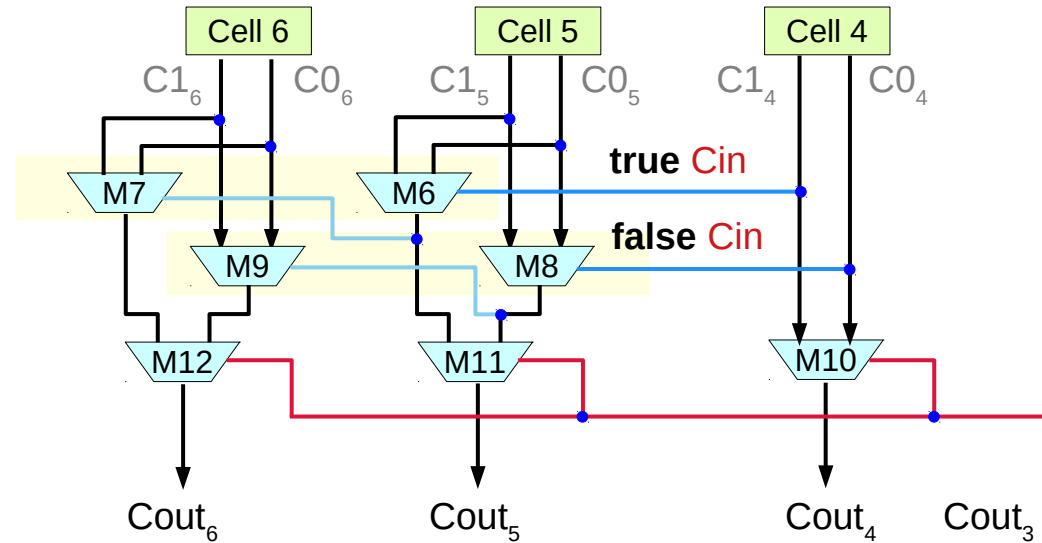 Cell 6 Cell 5 Cell 4
C1₆ C0₆ C1₅ C0₅ C1₄ C0₄
M7 M6 true Cin
M9 M8 false Cin
M12 M11 M10
Cout₆ Cout₅ Cout₄ Cout₃